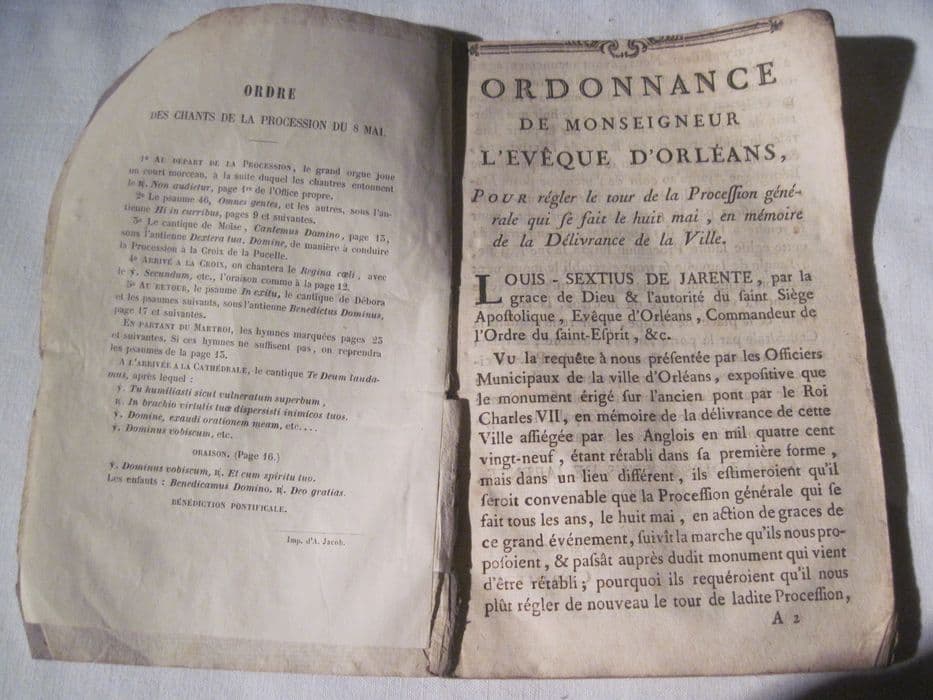 ORDRE
DES CHANTS DE LA PROCESSION DU 8 MAI.
1º AU DÉPART DE LA PROCESSION, le grand orgue joue
un court morceau, à la suite duquel les chantres entonnent
le ℟. Non audietur, page 1re de l'Office propre.
2º Le psaume 46, Omnes gentes, et les autres, sous l'an-
tienne Hi in curribus, pages 9 et suivantes.
3º Le cantique de Moïse, Cantemus Domino, page 13,
sous l'antienne Dextera tua, Domine, de manière à conduire
la Procession à la Croix de la Pucelle.
4º ARRIVÉ A LA CROIX, on chantera le Regina cœli, avec
le ℣. Secundum, etc., l'oraison comme à la page 12.
5º AU RETOUR, le psaume In exitu, le cantique de Débora
et les psaumes suivants, sous l'antienne Benedictus Dominus,
page 17 et suivantes.
EN PARTANT DU MARTROI, les hymnes marquées pages 23
et suivantes. Si ces hymnes ne suffisent pas, on reprendra
les psaumes de la page 13.
A L'ARRIVÉE A LA CATHÉDRALE, le cantique Te Deum lauda-
mus, après lequel :
℣. Tu humiliasti sicut vulneratum superbum,
℟. In brachio virtutis tuæ dispersisti inimicos tuos.
℣. Domine, exaudi orationem meam, etc....
℣. Dominus vobiscum, etc.
ORAISON. (Page 16.)
℣. Dominus vobiscum, ℟. Et cum spiritu tuo.
Les enfants : Benedicamus Domino, ℟. Deo gratias.
BÉNÉDICTION PONTIFICALE.
Imp. d'A. Jacob.
ORDONNANCE
DE MONSEIGNEUR
L'EVÊQUE D'ORLÉANS,
POUR régler le tour de la Proceſſion géné-
rale qui ſe fait le huit mai, en mémoire
de la Délivrance de la Ville.
LOUIS-SEXTIUS DE JARENTE, par la
grace de Dieu & l'autorité du ſaint Siège
Apoſtolique, Evêque d'Orléans, Commandeur de
l'Ordre du ſaint-Eſprit, &c.
VU la requête à nous préſentée par les Officiers
Municipaux de la ville d'Orléans, expoſitive que
le monument érigé ſur l'ancien pont par le Roi
Charles VII, en mémoire de la délivrance de cette
Ville aſſiégée par les Anglois en mil quatre cent
vingt-neuf, étant rétabli dans ſa première forme,
mais dans un lieu différent, ils eſtimeroient qu'il
ſeroit convenable que la Proceſſion générale qui ſe
fait tous les ans, le huit mai, en action de graces de
ce grand événement, ſuivît la marche qu'ils nous pro-
poſoient, & paſſât auprès dudit monument qui vient
d'être rétabli; pourquoi ils requéroient qu'il nous
plût régler de nouveau le tour de ladite Proceſſion,
A 2